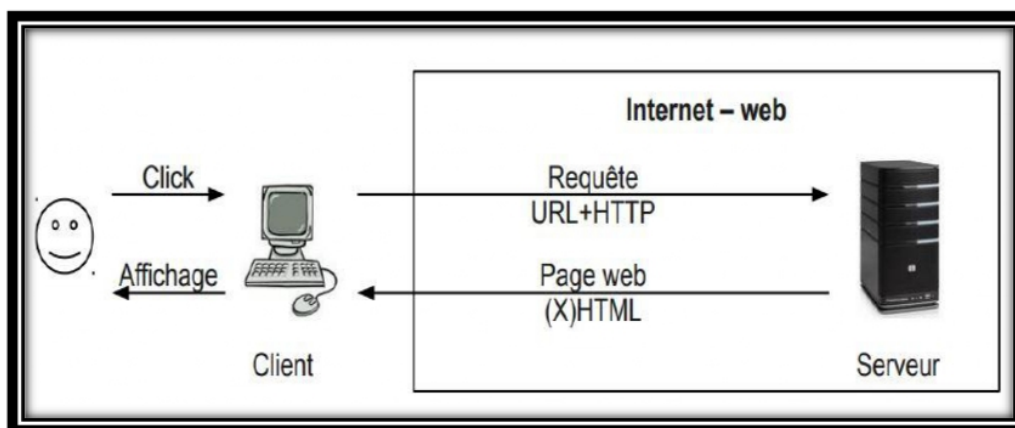 Internet – web
Click
Requête
URL+HTTP
Affichage
Page web
(X)HTML
Client
Serveur